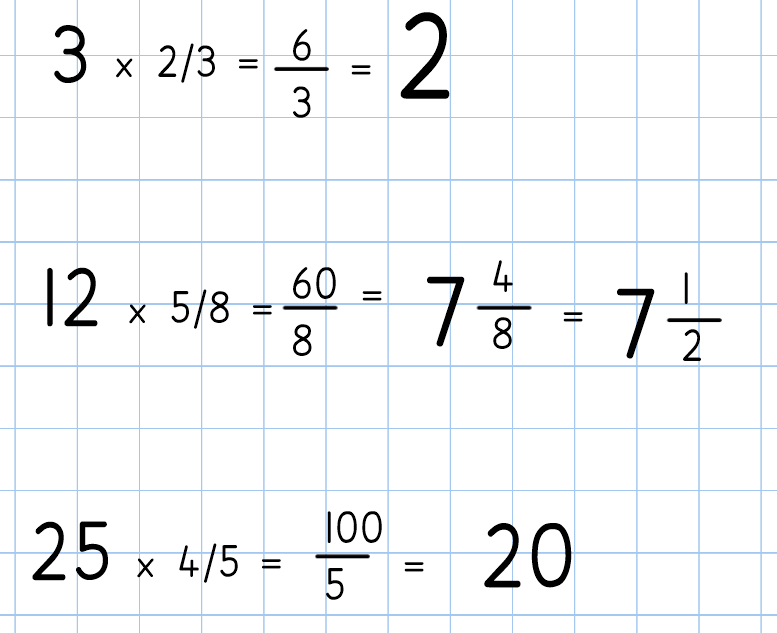 3 × 2/3 = 6/3 = 2
12 × 5/8 = 60/8 = 7 4/8 = 7 1/2
25 × 4/5 = 100/5 = 20